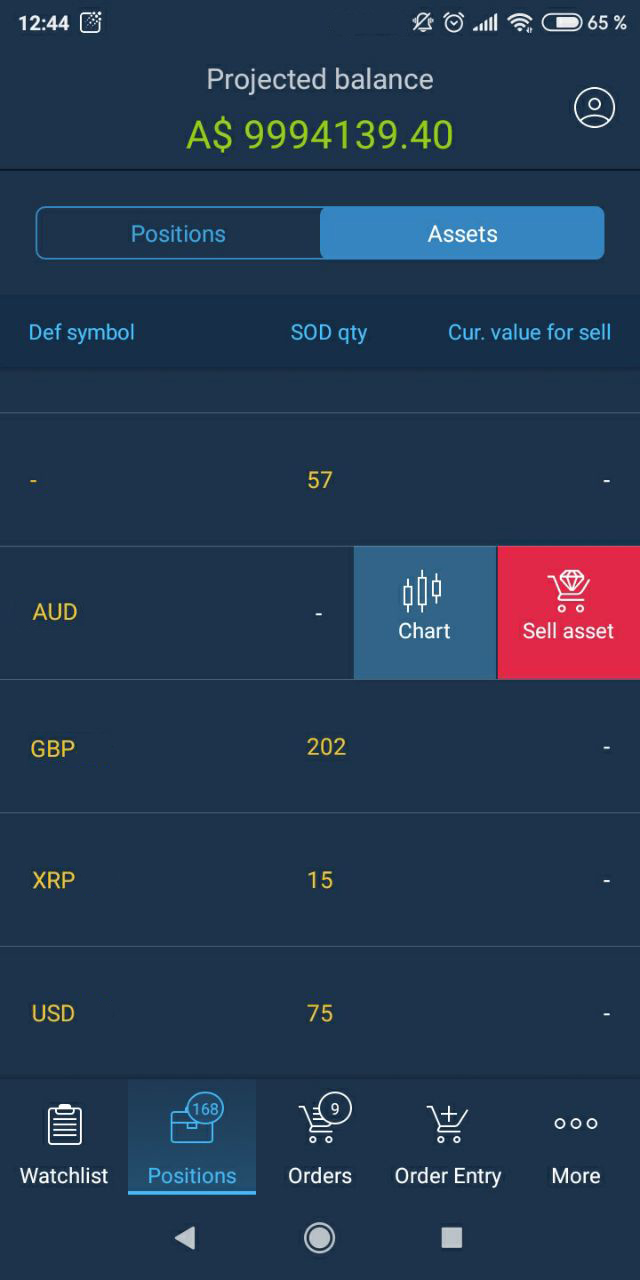 12:44 65 %
Projected balance
A$ 9994139.40
Positions Assets
Def symbol SOD qty Cur. value for sell
- 57 -
AUD - Chart Sell asset
GBP 202 -
XRP 15 -
USD 75 -
168 9
Watchlist Positions Orders Order Entry More